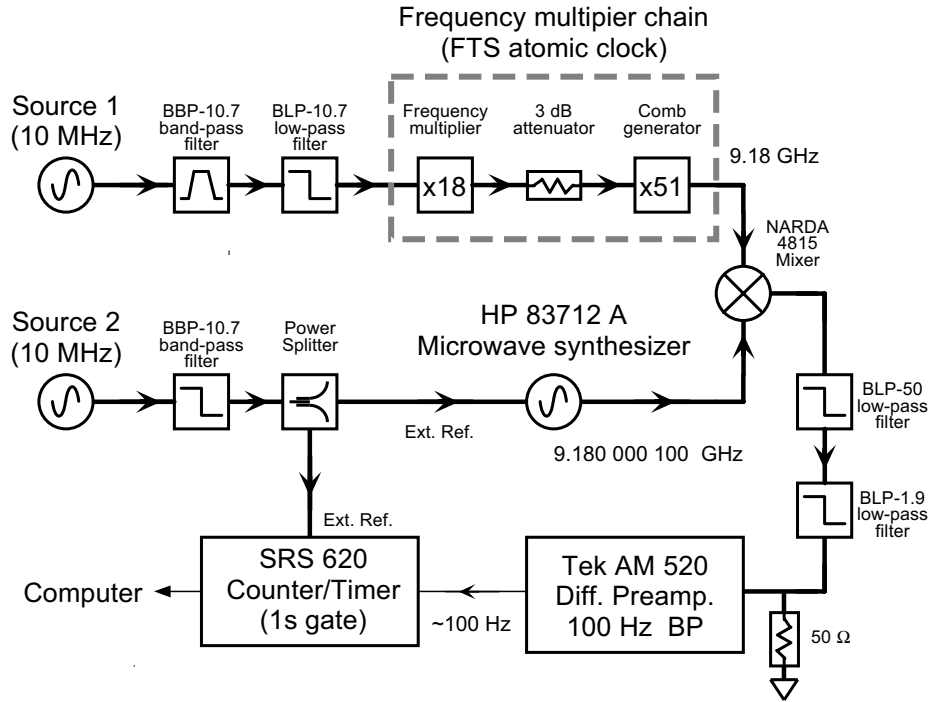 Frequency multipier chain
(FTS atomic clock)
Source 1
(10 MHz)
BBP-10.7
band-pass
filter
BLP-10.7
low-pass
filter
Frequency
multiplier
3 dB
attenuator
Comb
generator
x18
x51
9.18 GHz
NARDA
4815
Mixer
Source 2
(10 MHz)
BBP-10.7
band-pass
filter
Power
Splitter
HP 83712 A
Microwave synthesizer
Ext. Ref.
9.180 000 100 GHz
BLP-50
low-pass
filter
BLP-1.9
low-pass
filter
Ext. Ref.
SRS 620
Counter/Timer
(1s gate)
Computer
~100 Hz
Tek AM 520
Diff. Preamp.
100 Hz BP
50 Ω